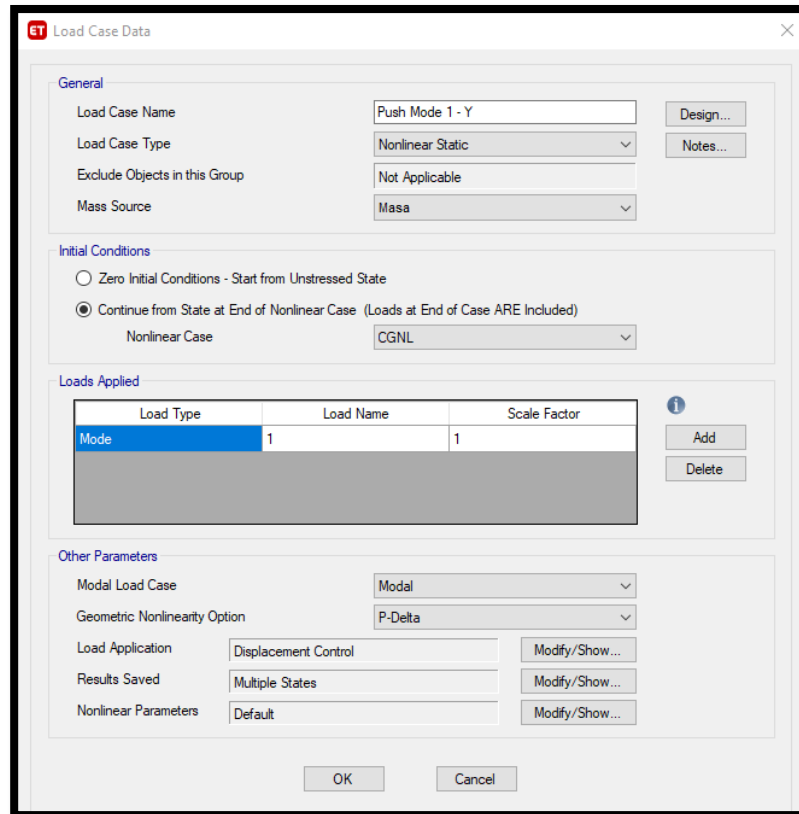 ET Load Case Data
General
Load Case Name Push Mode 1 - Y Design...
Load Case Type Nonlinear Static Notes...
Exclude Objects in this Group Not Applicable
Mass Source Masa
Initial Conditions
Zero Initial Conditions - Start from Unstressed State
Continue from State at End of Nonlinear Case (Loads at End of Case ARE Included)
Nonlinear Case CGNL
Loads Applied
Load Type Load Name Scale Factor
Mode 1 1 Add
Delete
Other Parameters
Modal Load Case Modal
Geometric Nonlinearity Option P-Delta
Load Application Displacement Control Modify/Show...
Results Saved Multiple States Modify/Show...
Nonlinear Parameters Default Modify/Show...
OK Cancel